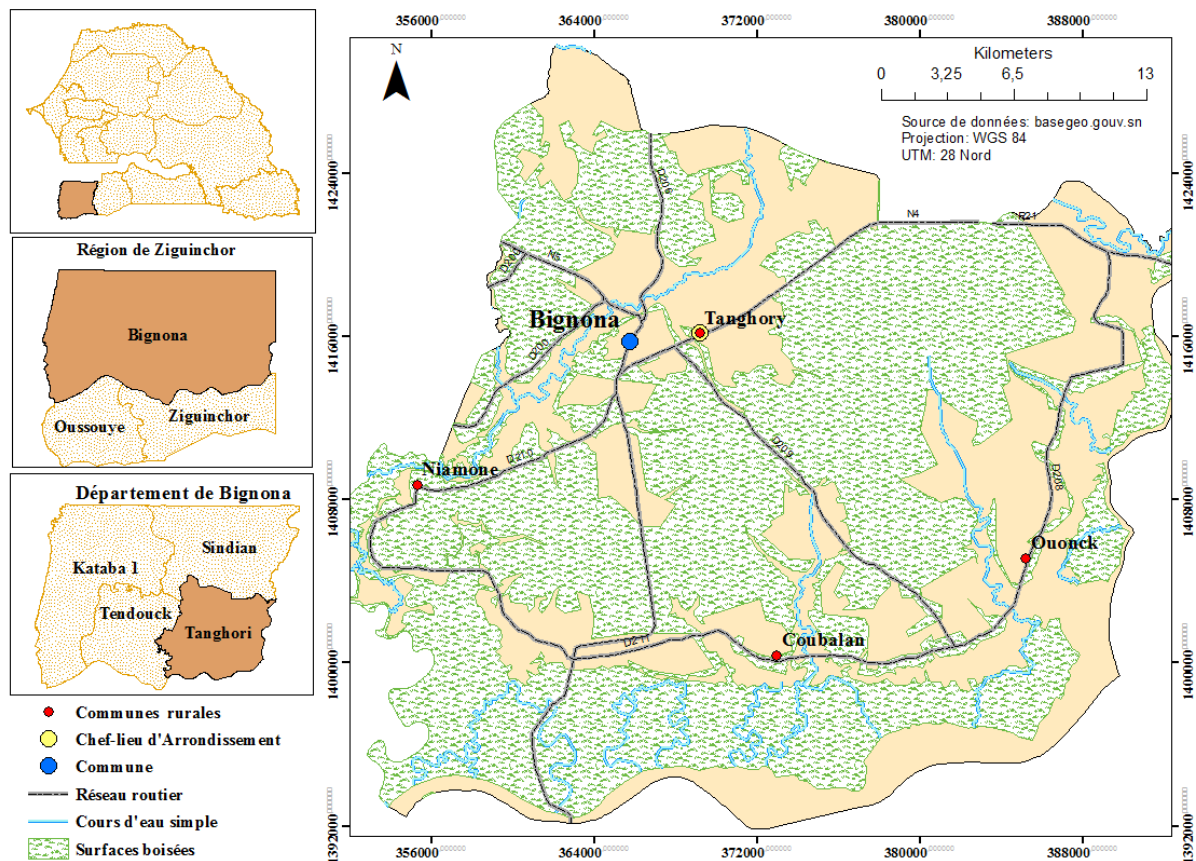 Région de Ziguinchor
Bignona
Oussouye
Ziguinchor
Département de Bignona
Sindian
Kataba 1
Tendouck
Tanghori
Communes rurales
Chef-lieu d'Arrondissement
Commune
Réseau routier
Cours d'eau simple
Surfaces boisées
356000
364000
372000
380000
388000
N
Kilometers
0 3,25 6,5 13
Source de données: basegeo.gouv.sn
Projection: WGS 84
UTM: 28 Nord
1424000
1416000
1408000
1400000
1392000
D206
N4
R21
N5
Bignona
Tanghory
D200
D209
D210
Niamone
D208
Ouonck
D211
Coubalan
1424000
1416000
1408000
1400000
1392000
356000
364000
372000
380000
388000